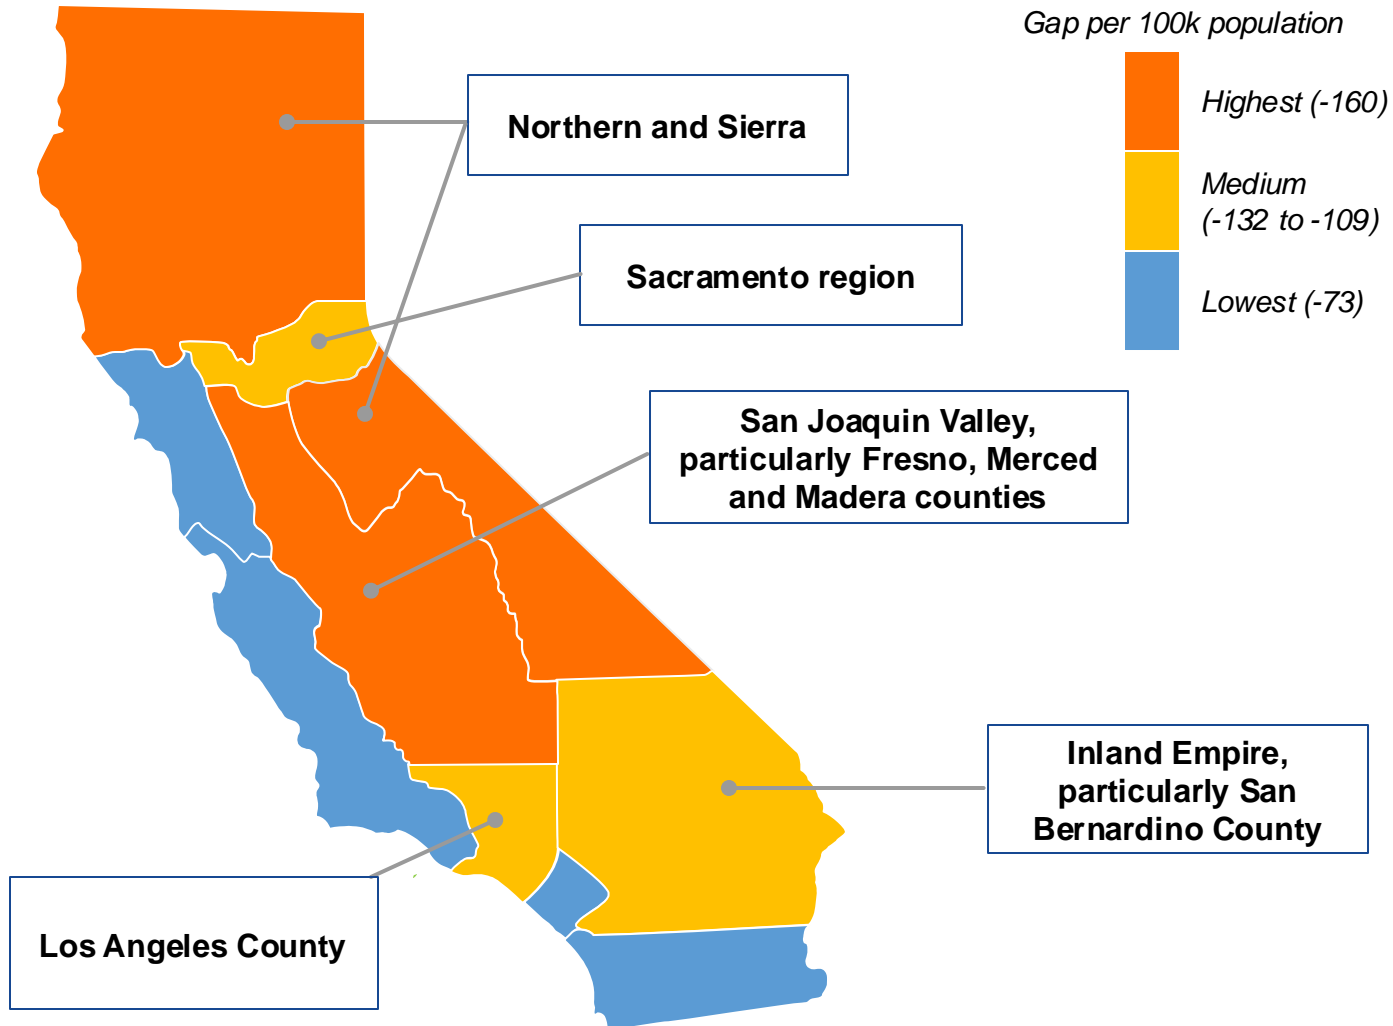 Gap per 100k population
Highest (-160)
Medium
(-132 to -109)
Lowest (-73)
Northern and Sierra
Sacramento region
San Joaquin Valley,
particularly Fresno, Merced
and Madera counties
Inland Empire,
particularly San
Bernardino County
Los Angeles County